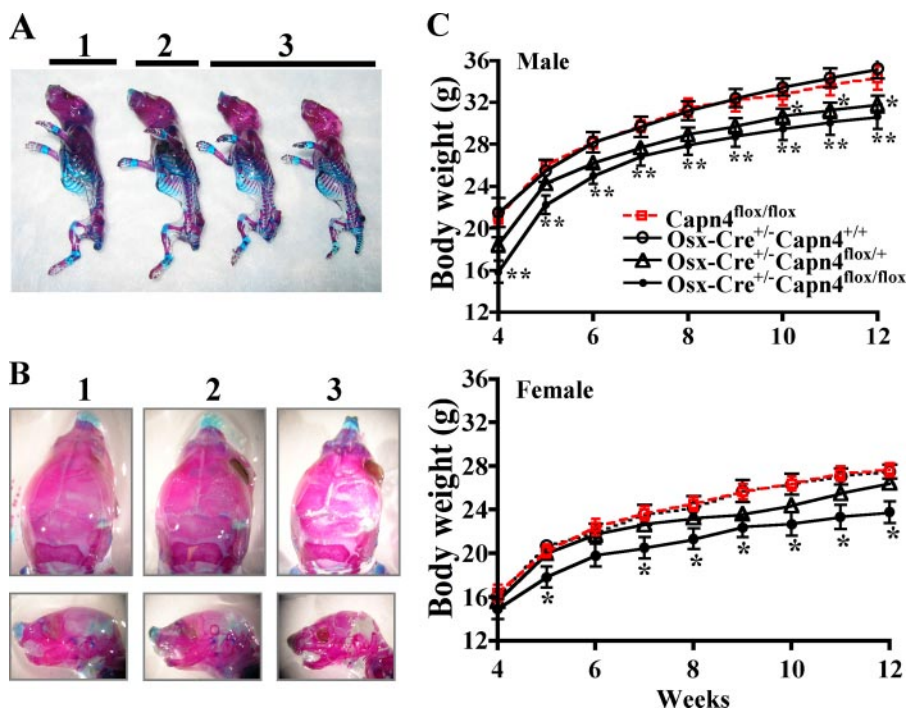 A
1 2 3
B
1 2 3
C
Male
Body weight (g)
36
32
28
24
20
16
12
4 6 8 10 12
Capn4flox/flox
Osx-Cre+/-Capn4+/+
Osx-Cre+/-Capn4flox/+
Osx-Cre+/-Capn4flox/flox
* * *
** ** ** ** ** ** ** ** **
Female
Body weight (g)
36
32
28
24
20
16
12
* * * * * * *
4 6 8 10 12
Weeks